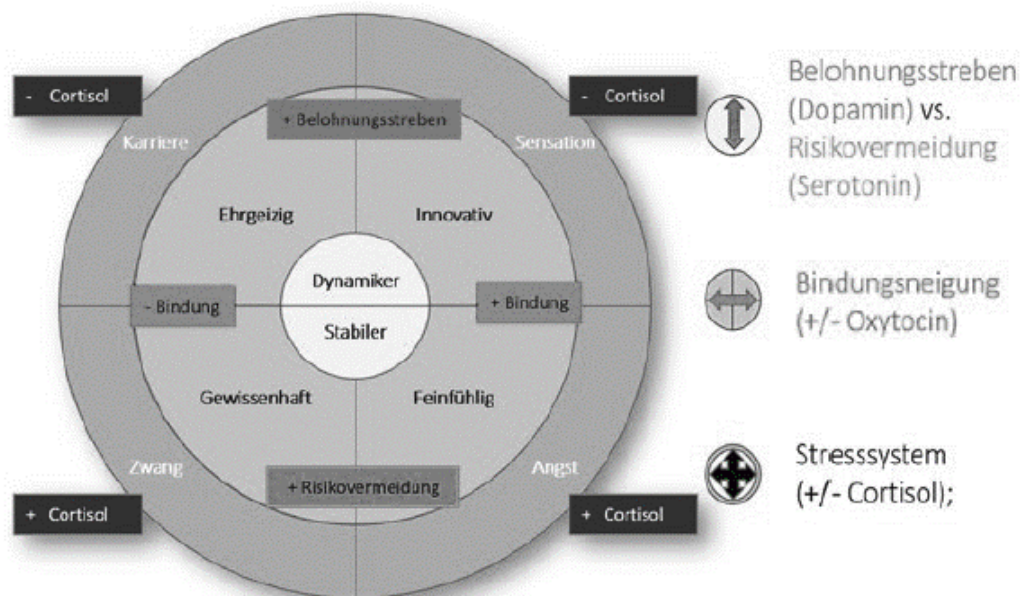 - Cortisol
- Cortisol
+ Belohnungsstreben
Karriere
Sensation
Ehrgeizig
Innovativ
Dynamiker
- Bindung
+ Bindung
Stabiler
Gewissenhaft
Feinfühlig
Zwang
Angst
+ Risikovermeidung
+ Cortisol
+ Cortisol
Belohnungsstreben
(Dopamin) vs.
Risikovermeidung
(Serotonin)
Bindungsneigung
(+/- Oxytocin)
Stresssystem
(+/- Cortisol);